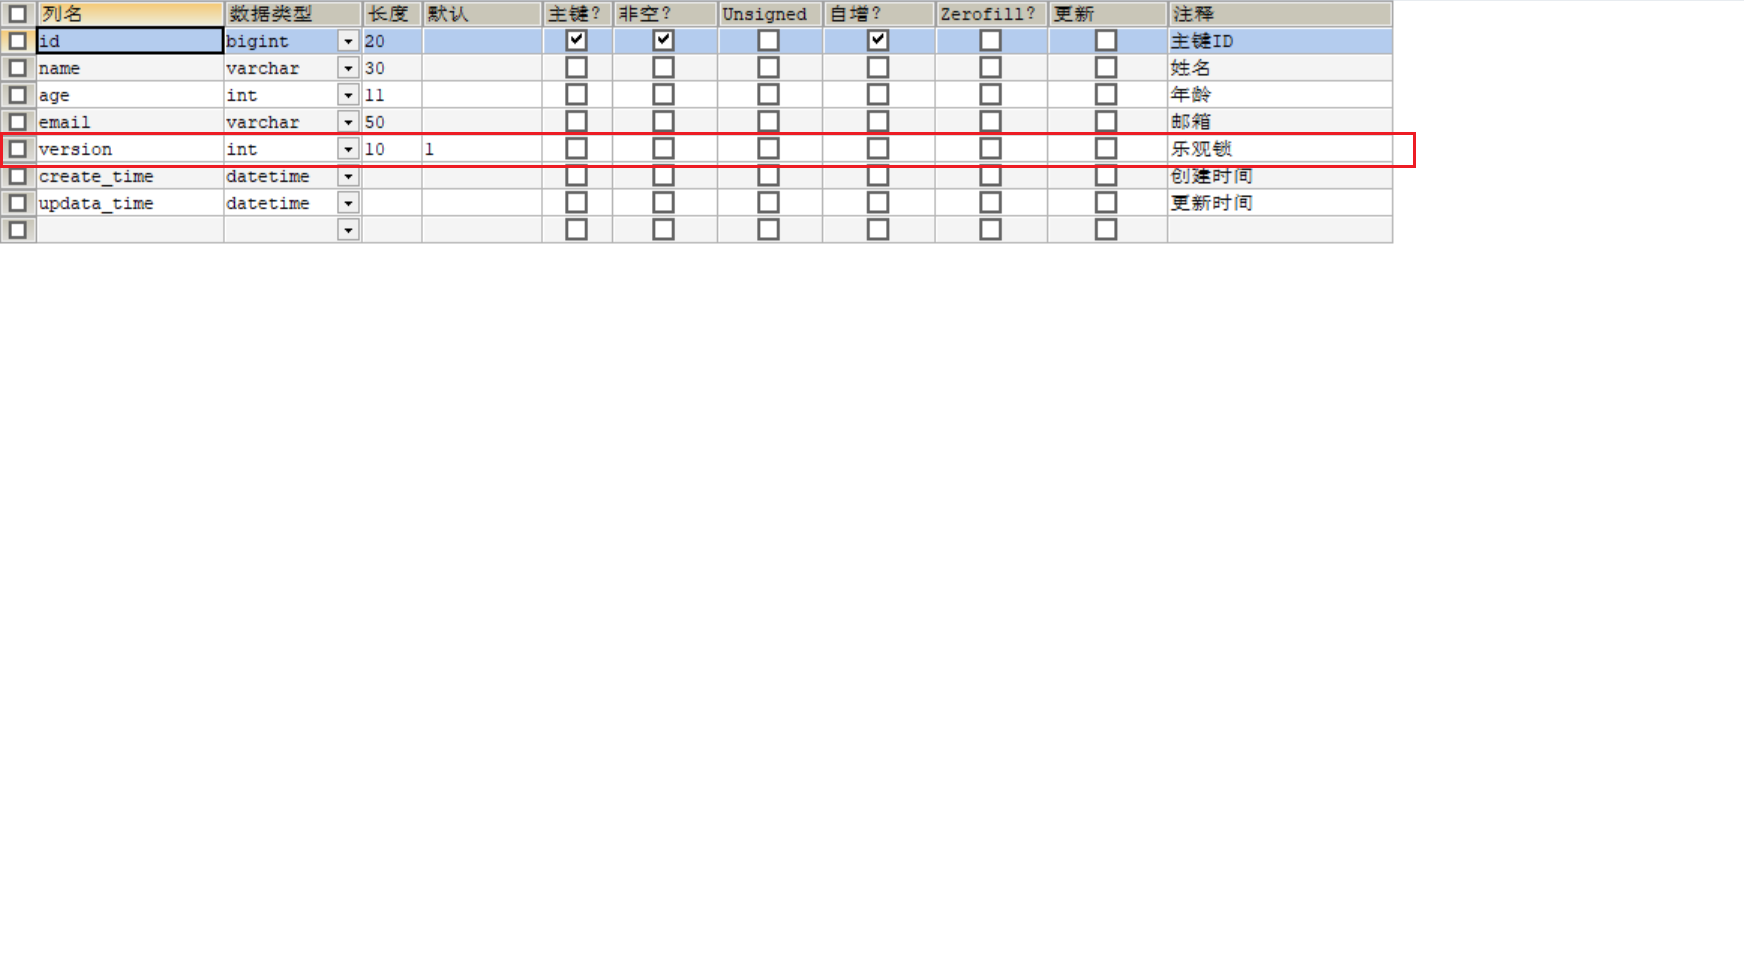 列名 数据类型 长度 默认 主键? 非空? Unsigned 自增? Zerofill? 更新 注释
id bigint 20 主键ID
name varchar 30 姓名
age int 11 年龄
email varchar 50 邮箱
version int 10 1 乐观锁
create_time datetime 创建时间
updata_time datetime 更新时间